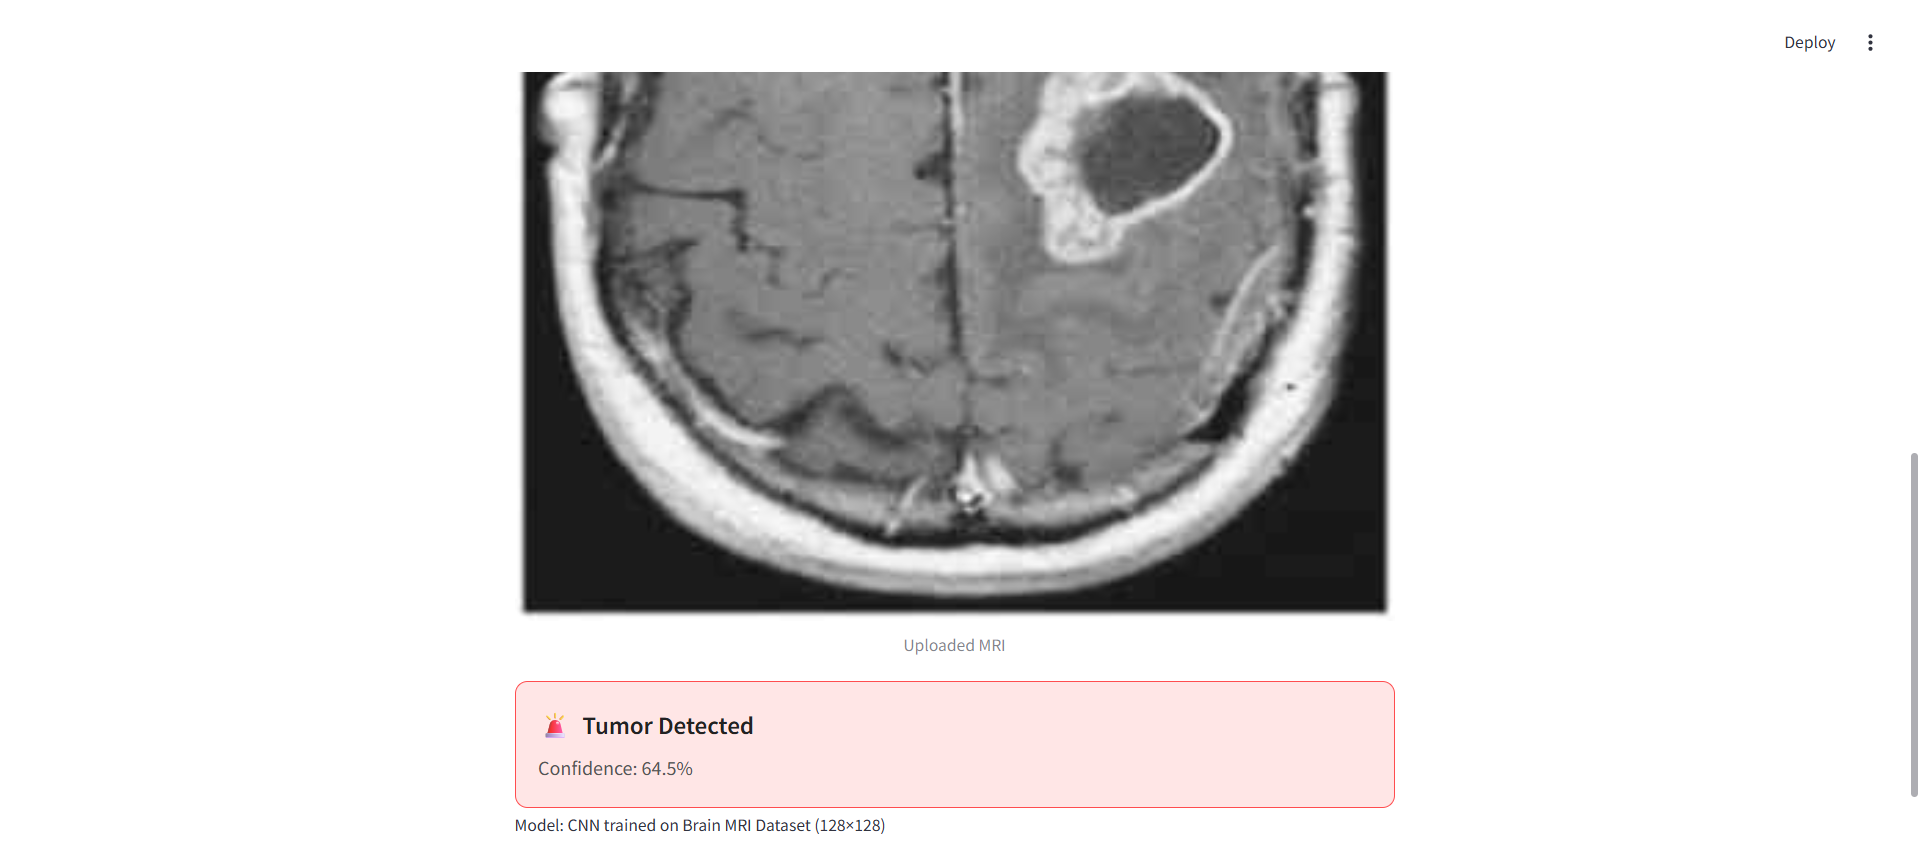 Deploy
Uploaded MRI
Tumor Detected
Confidence: 64.5%
Model: CNN trained on Brain MRI Dataset (128×128)